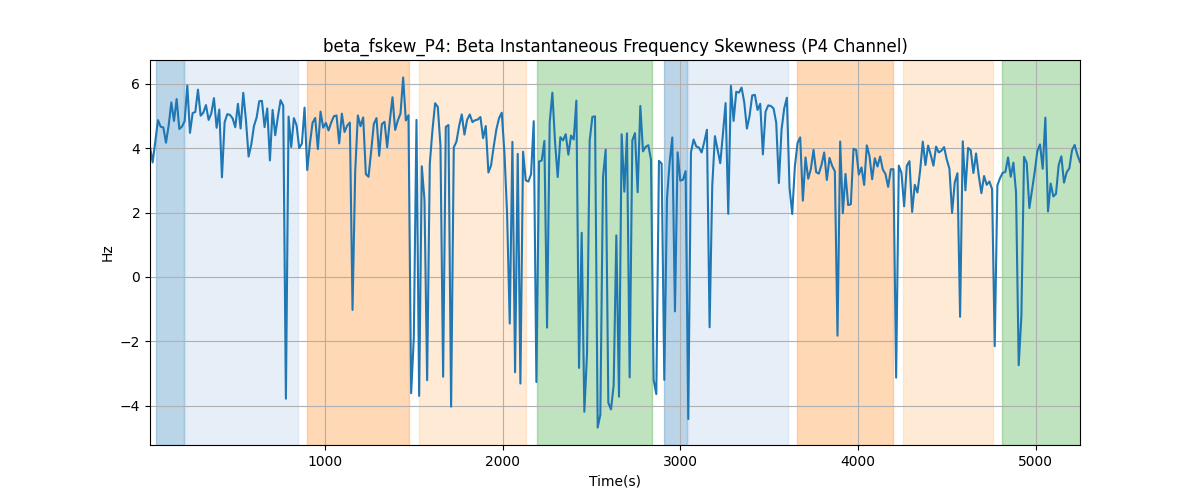 beta_fskew_P4: Beta Instantaneous Frequency Skewness (P4 Channel)
6
4
2
0
−2
−4
Hz
1000 2000 3000 4000 5000
Time(s)